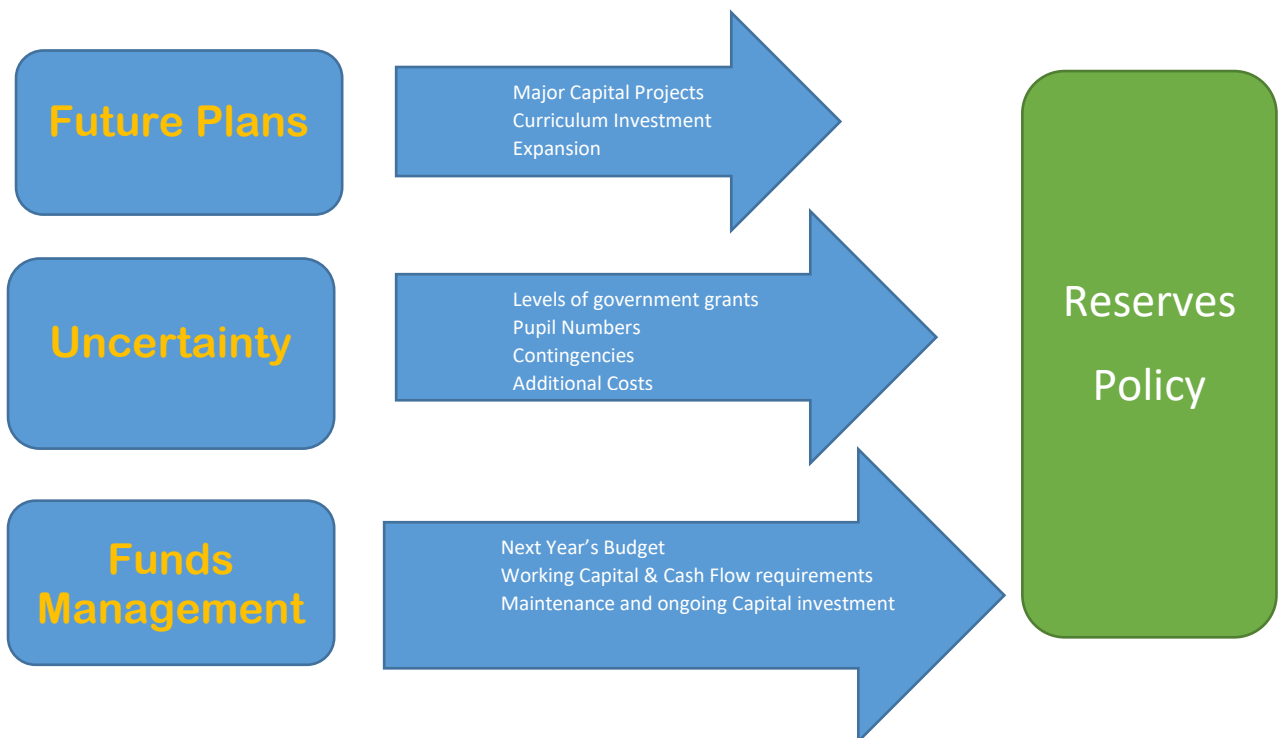 Future Plans
Major Capital Projects
Curriculum Investment
Expansion
Uncertainty
Levels of government grants
Pupil Numbers
Contingencies
Additional Costs
Funds
Management
Next Year’s Budget
Working Capital & Cash Flow requirements
Maintenance and ongoing Capital investment
Reserves
Policy